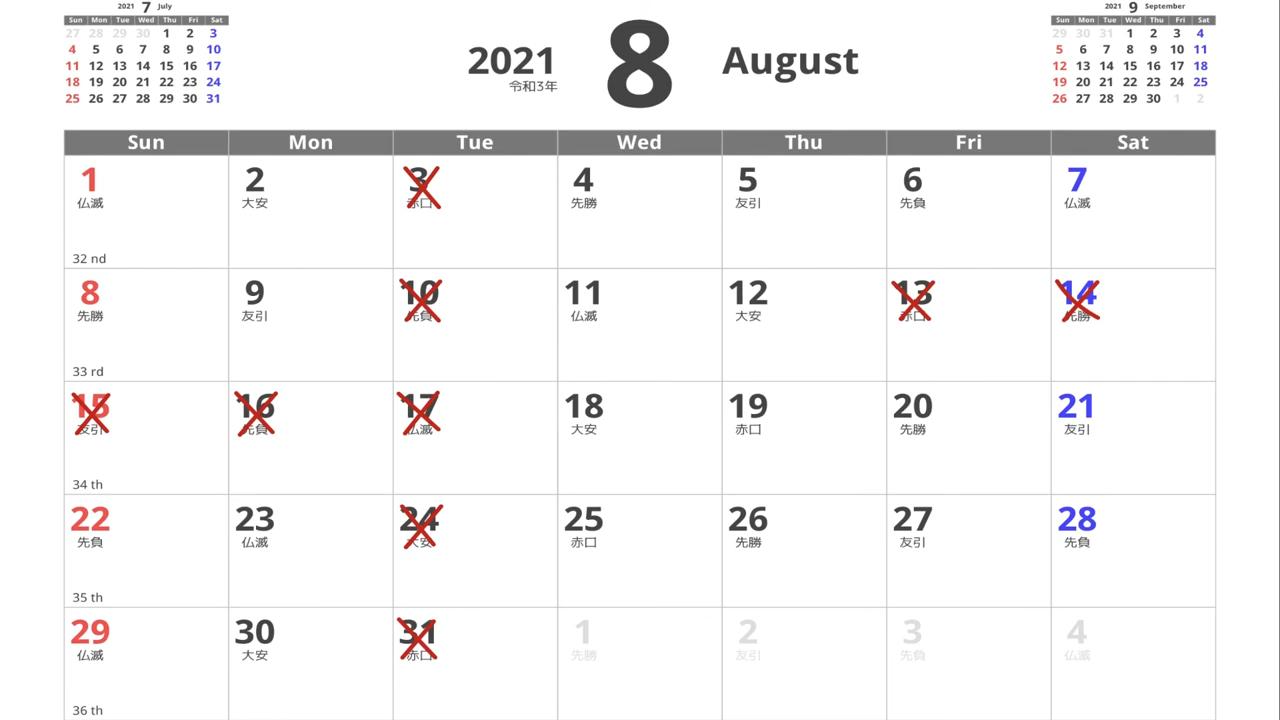 2021 7 July
Sun Mon Tue Wed Thu Fri Sat
27 28 29 30 1 2 3
4 5 6 7 8 9 10
11 12 13 14 15 16 17
18 19 20 21 22 23 24
25 26 27 28 29 30 31
2021 8 August
令和3年
2021 9 September
Sun Mon Tue Wed Thu Fri Sat
29 30 31 1 2 3 4
5 6 7 8 9 10 11
12 13 14 15 16 17 18
19 20 21 22 23 24 25
26 27 28 29 30 1 2
Sun Mon Tue Wed Thu Fri Sat
1 2 3 4 5 6 7
仏滅 大安 赤口 先勝 友引 先負 仏滅
32 nd
8 9 10 11 12 13 14
先勝 友引 先負 仏滅 大安 赤口 先勝
33 rd
15 16 17 18 19 20 21
友引 先負 仏滅 大安 赤口 先勝 友引
34 th
22 23 24 25 26 27 28
先負 仏滅 大安 赤口 先勝 友引 先負
35 th
29 30 31 1 2 3 4
仏滅 大安 赤口 先勝 友引 先負 仏滅
36 th